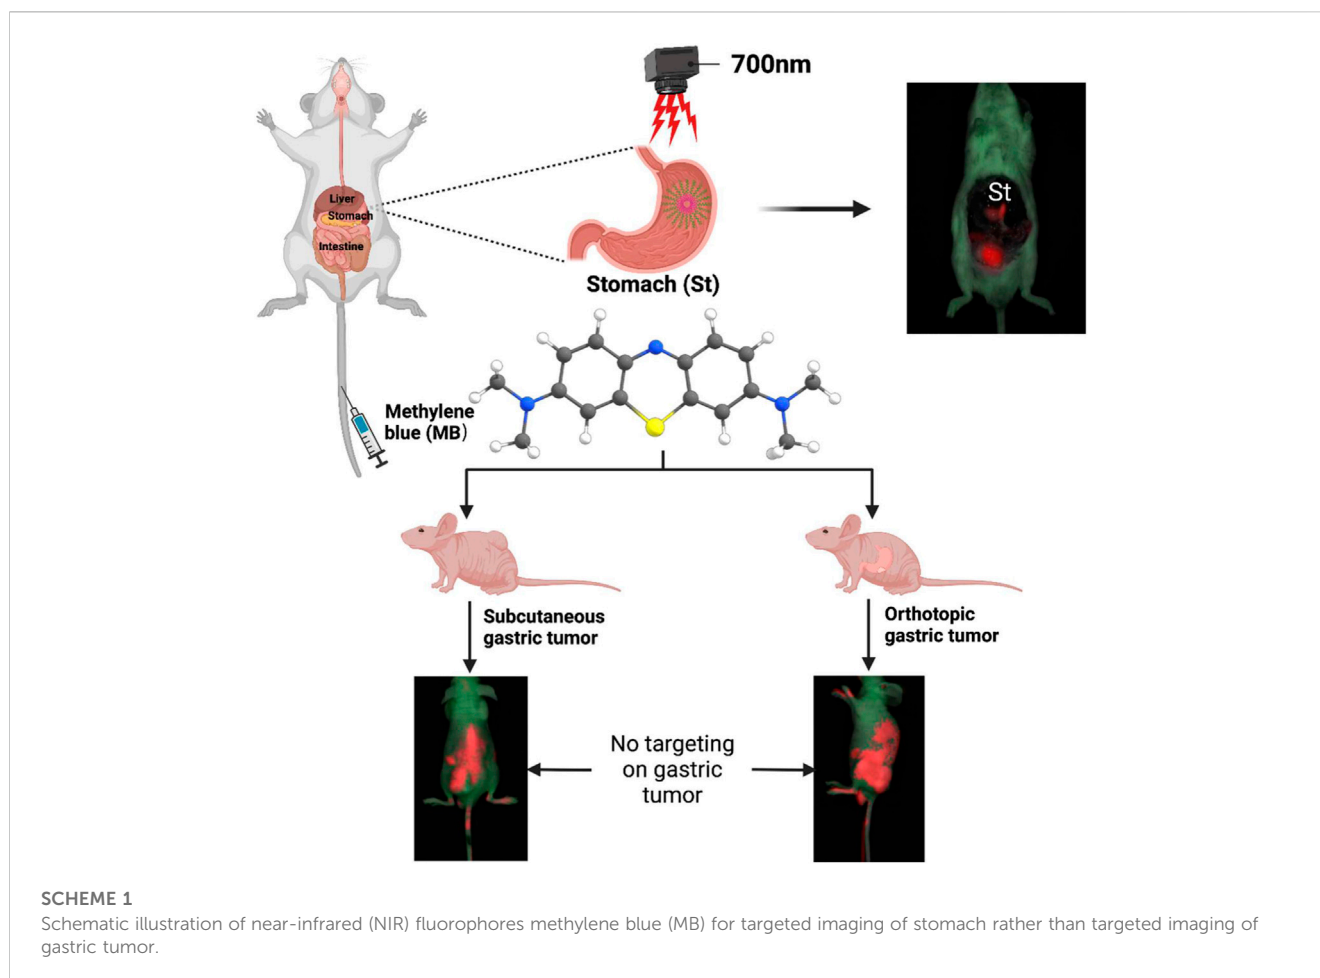 700nm
Liver
Stomach
Intestine
St
Stomach (St)
Methylene
blue (MB)
Subcutaneous
gastric tumor
Orthotopic
gastric tumor
No targeting
on gastric
tumor
SCHEME 1
Schematic illustration of near-infrared (NIR) fluorophores methylene blue (MB) for targeted imaging of stomach rather than targeted imaging of
gastric tumor.